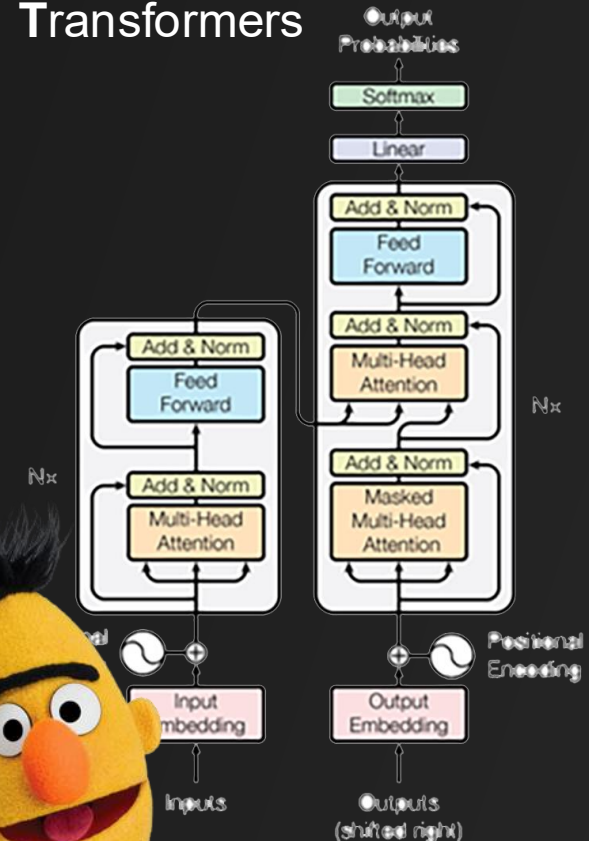 Transformers
Output
Probabilities
Softmax
Linear
Add & Norm
Feed
Forward
Add & Norm
Multi-Head
Attention
Add & Norm
Masked
Multi-Head
Attention
Nx
Add & Norm
Feed
Forward
Add & Norm
Multi-Head
Attention
Nx
al
Positional
Encoding
Input
mbedding
Output
Embedding
Inputs
Outputs
(shifted right)